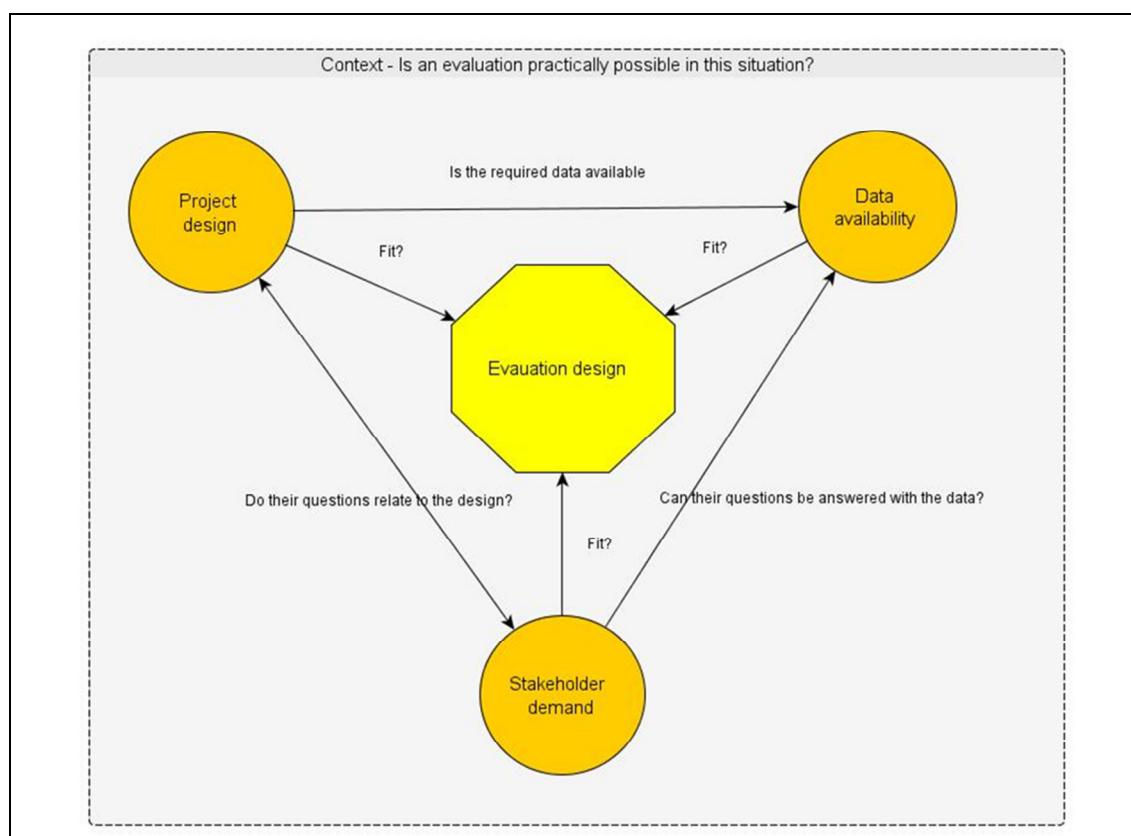 Context - Is an evaluation practically possible in this situation?
Is the required data available
Project
design
Data
availability
Fit?
Fit?
Evauation design
Do their questions relate to the design?
Can their questions be answered with the data?
Fit?
Stakeholder
demand